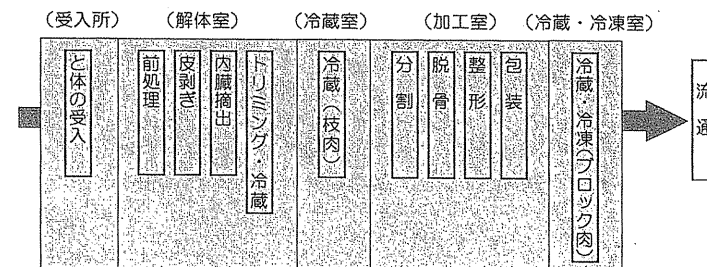 （受入所）
（解体室）
（冷蔵室）
（加工室）
（冷蔵・冷凍室）
と体の受入
前処理
皮剥ぎ
内臓摘出
トリミング・冷蔵
冷蔵（枝肉）
分割
脱骨
整形
包装
冷蔵・冷凍（ブロック肉）
流通